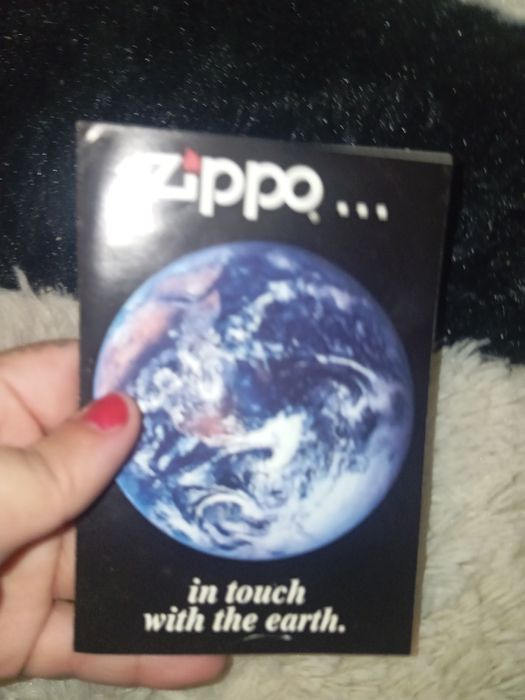 zippo ...
in touch
with the earth.